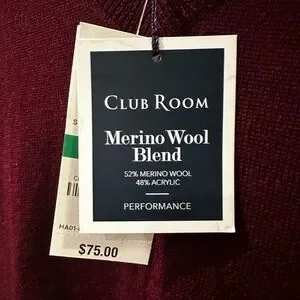 CLUB ROOM
Merino Wool
Blend
52% MERINO WOOL
48% ACRYLIC
PERFORMANCE
$75.00